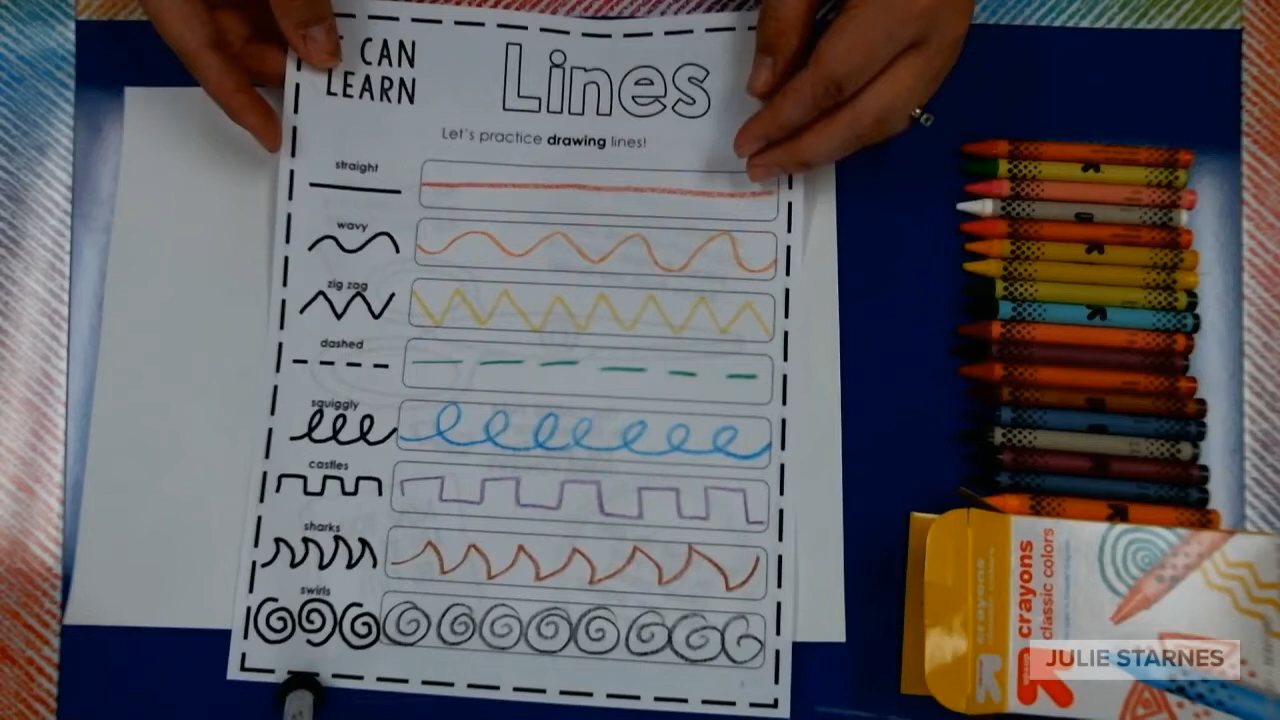 I CAN
LEARN
Lines
Let's practice drawing lines!
straight
wavy
zig zag
dashed
squiggly
castles
sharks
swirls
crayons
crayons
classic colors
JULIE STARNES